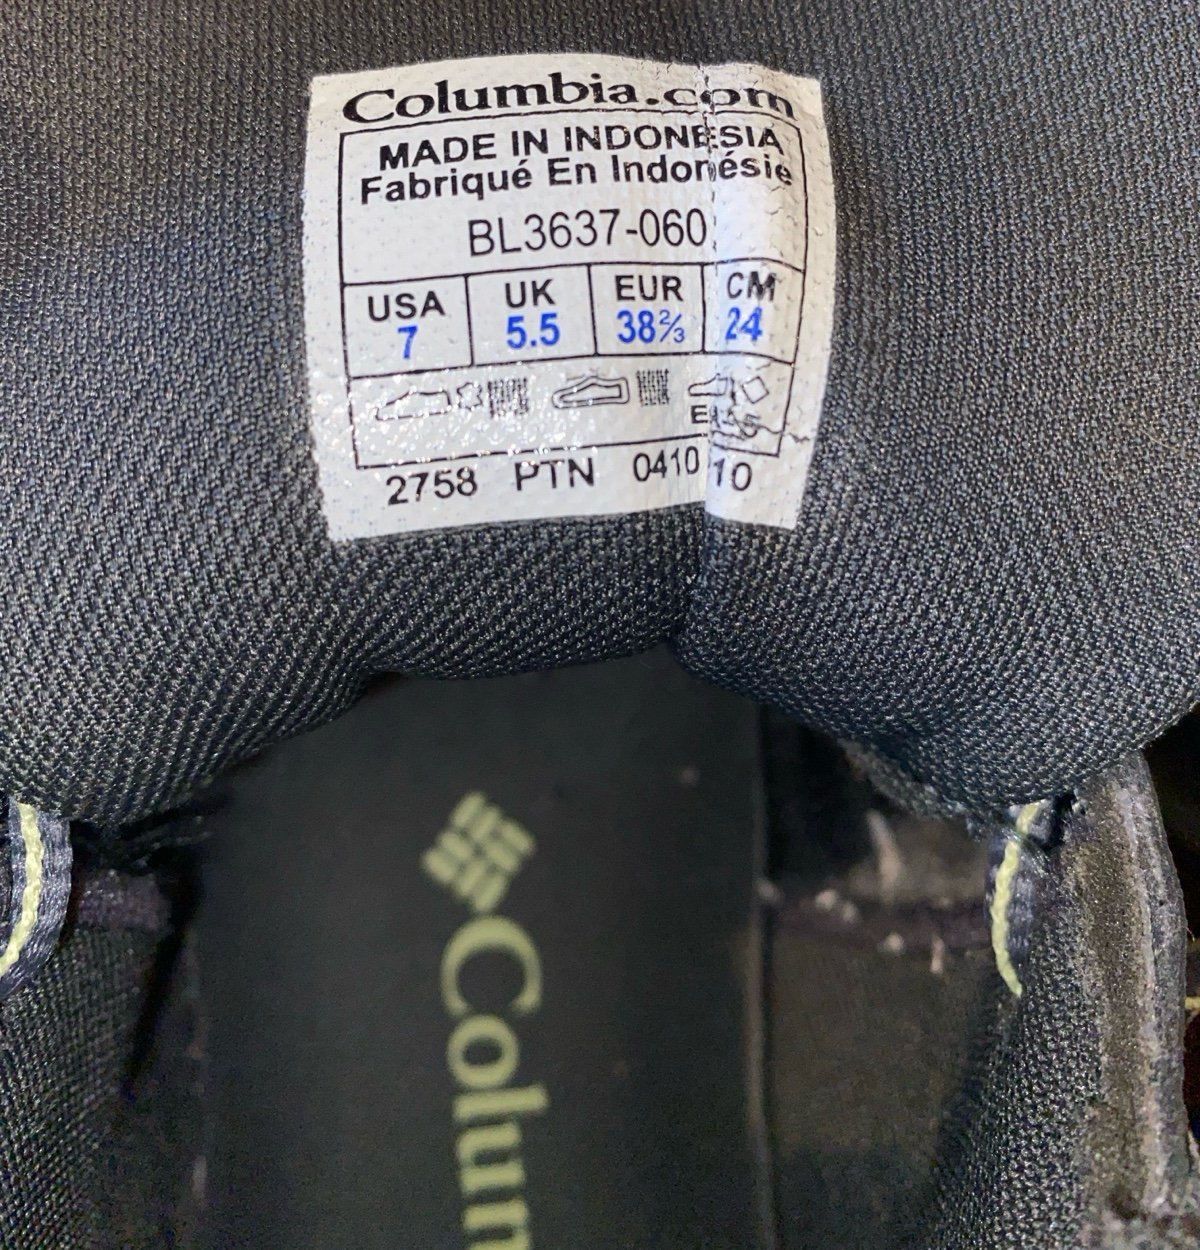 Columbia.com
MADE IN INDONESIA
Fabriqué En Indonésie
BL3637-060
USA UK EUR CM
7 5.5 38⅔ 24
2758 PTN 0410 10
Colum